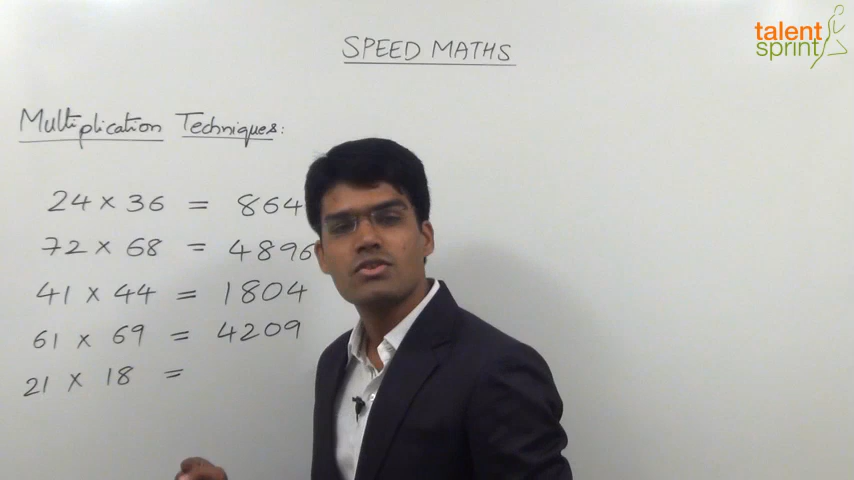 talent
sprint
SPEED MATHS
Multiplication Techniques:
24 × 36 = 864
72 × 68 = 4896
41 × 44 = 1804
61 × 69 = 4209
21 × 18 =